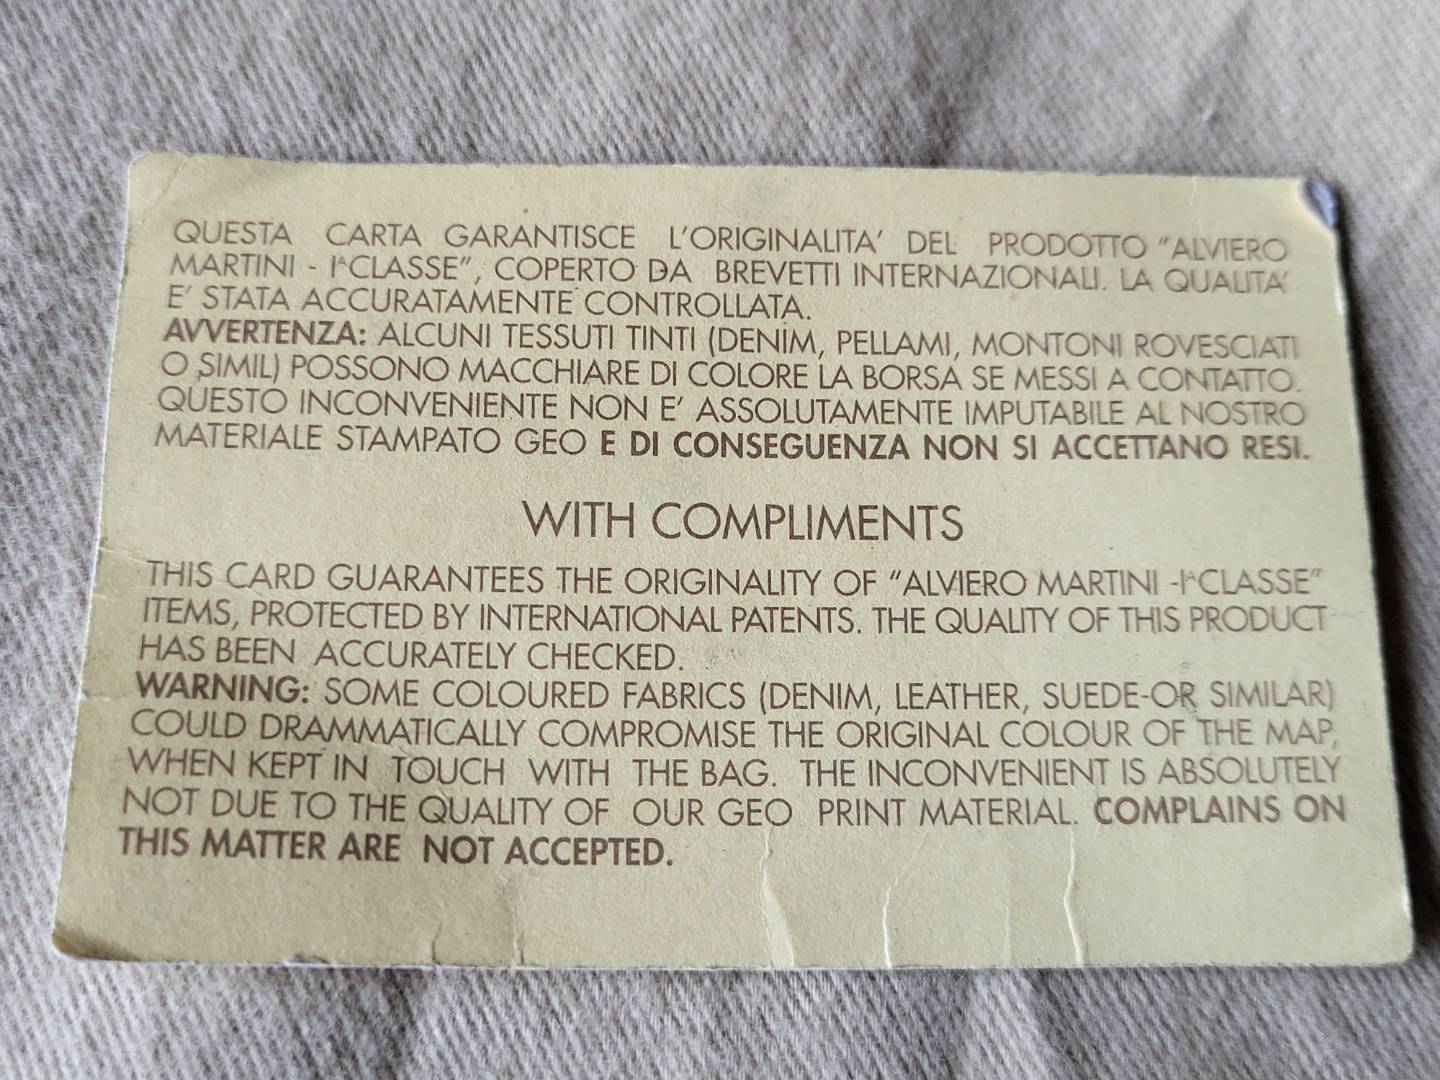 QUESTA CARTA GARANTISCE L'ORIGINALITA' DEL PRODOTTO "ALVIERO
MARTINI - IᴬCLASSE", COPERTO DA BREVETTI INTERNAZIONALI. LA QUALITA'
E' STATA ACCURATAMENTE CONTROLLATA.
AVVERTENZA: ALCUNI TESSUTI TINTI (DENIM, PELLAMI, MONTONI ROVESCIATI
O SIMIL) POSSONO MACCHIARE DI COLORE LA BORSA SE MESSI A CONTATTO.
QUESTO INCONVENIENTE NON E' ASSOLUTAMENTE IMPUTABILE AL NOSTRO
MATERIALE STAMPATO GEO E DI CONSEGUENZA NON SI ACCETTANO RESI.
WITH COMPLIMENTS
THIS CARD GUARANTEES THE ORIGINALITY OF "ALVIERO MARTINI -IᴬCLASSE"
ITEMS, PROTECTED BY INTERNATIONAL PATENTS. THE QUALITY OF THIS PRODUCT
HAS BEEN ACCURATELY CHECKED.
WARNING: SOME COLOURED FABRICS (DENIM, LEATHER, SUEDE-OR SIMILAR)
COULD DRAMMATICALLY COMPROMISE THE ORIGINAL COLOUR OF THE MAP,
WHEN KEPT IN TOUCH WITH THE BAG. THE INCONVENIENT IS ABSOLUTELY
NOT DUE TO THE QUALITY OF OUR GEO PRINT MATERIAL. COMPLAINS ON
THIS MATTER ARE NOT ACCEPTED.